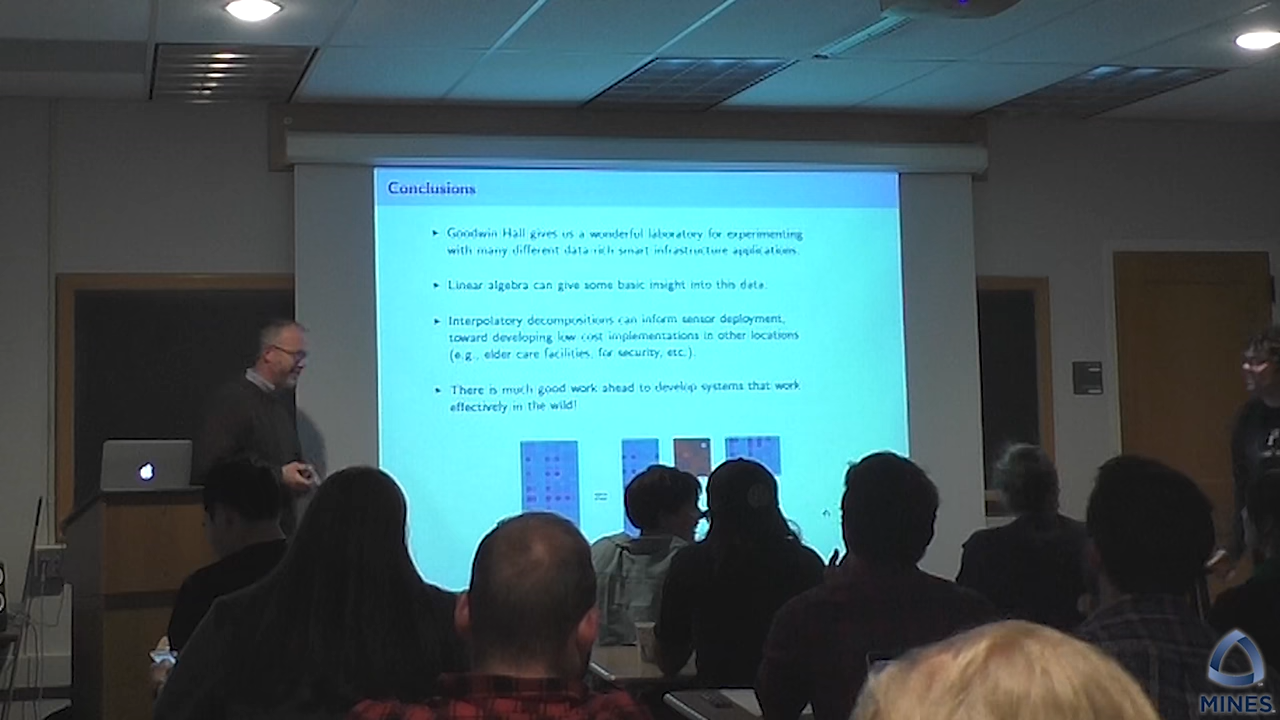 Conclusions
Goodwin Hall gives us a wonderful laboratory for experimenting
with many different data-rich smart infrastructure applications.
Linear algebra can give some basic insight into this data.
Interpolatory decompositions can inform sensor deployment,
toward developing low cost implementations in other locations
(e.g., elder care facilities, for security, etc.).
There is much good work ahead to develop systems that work
effectively in the wild!
=
MINES